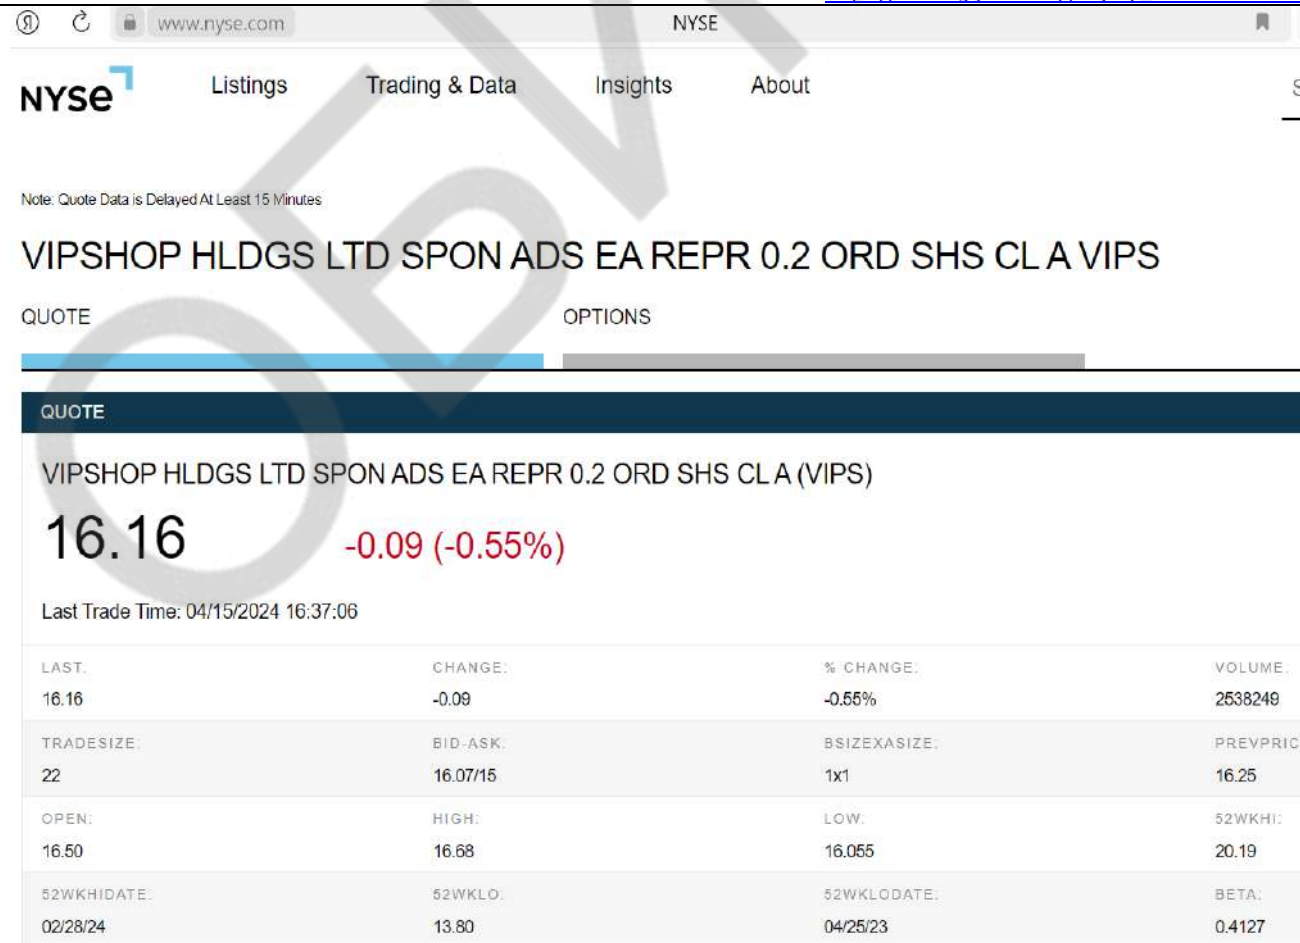 www.nyse.com NYSE
NYSE Listings Trading & Data Insights About S
Note: Quote Data is Delayed At Least 15 Minutes
VIPSHOP HLDGS LTD SPON ADS EA REPR 0.2 ORD SHS CL A VIPS
QUOTE OPTIONS
QUOTE
VIPSHOP HLDGS LTD SPON ADS EA REPR 0.2 ORD SHS CL A (VIPS)
16.16 -0.09 (-0.55%)
Last Trade Time: 04/15/2024 16:37:06
LAST: CHANGE: % CHANGE: VOLUME:
16.16 -0.09 -0.55% 2538249
TRADESIZE: BID-ASK: BSIZEXASIZE: PREVPRIC
22 16.07/15 1x1 16.25
OPEN: HIGH: LOW: 52WKHI:
16.50 16.68 16.055 20.19
52WKHIDATE: 52WKLO: 52WKLODATE: BETA:
02/28/24 13.80 04/25/23 0.4127